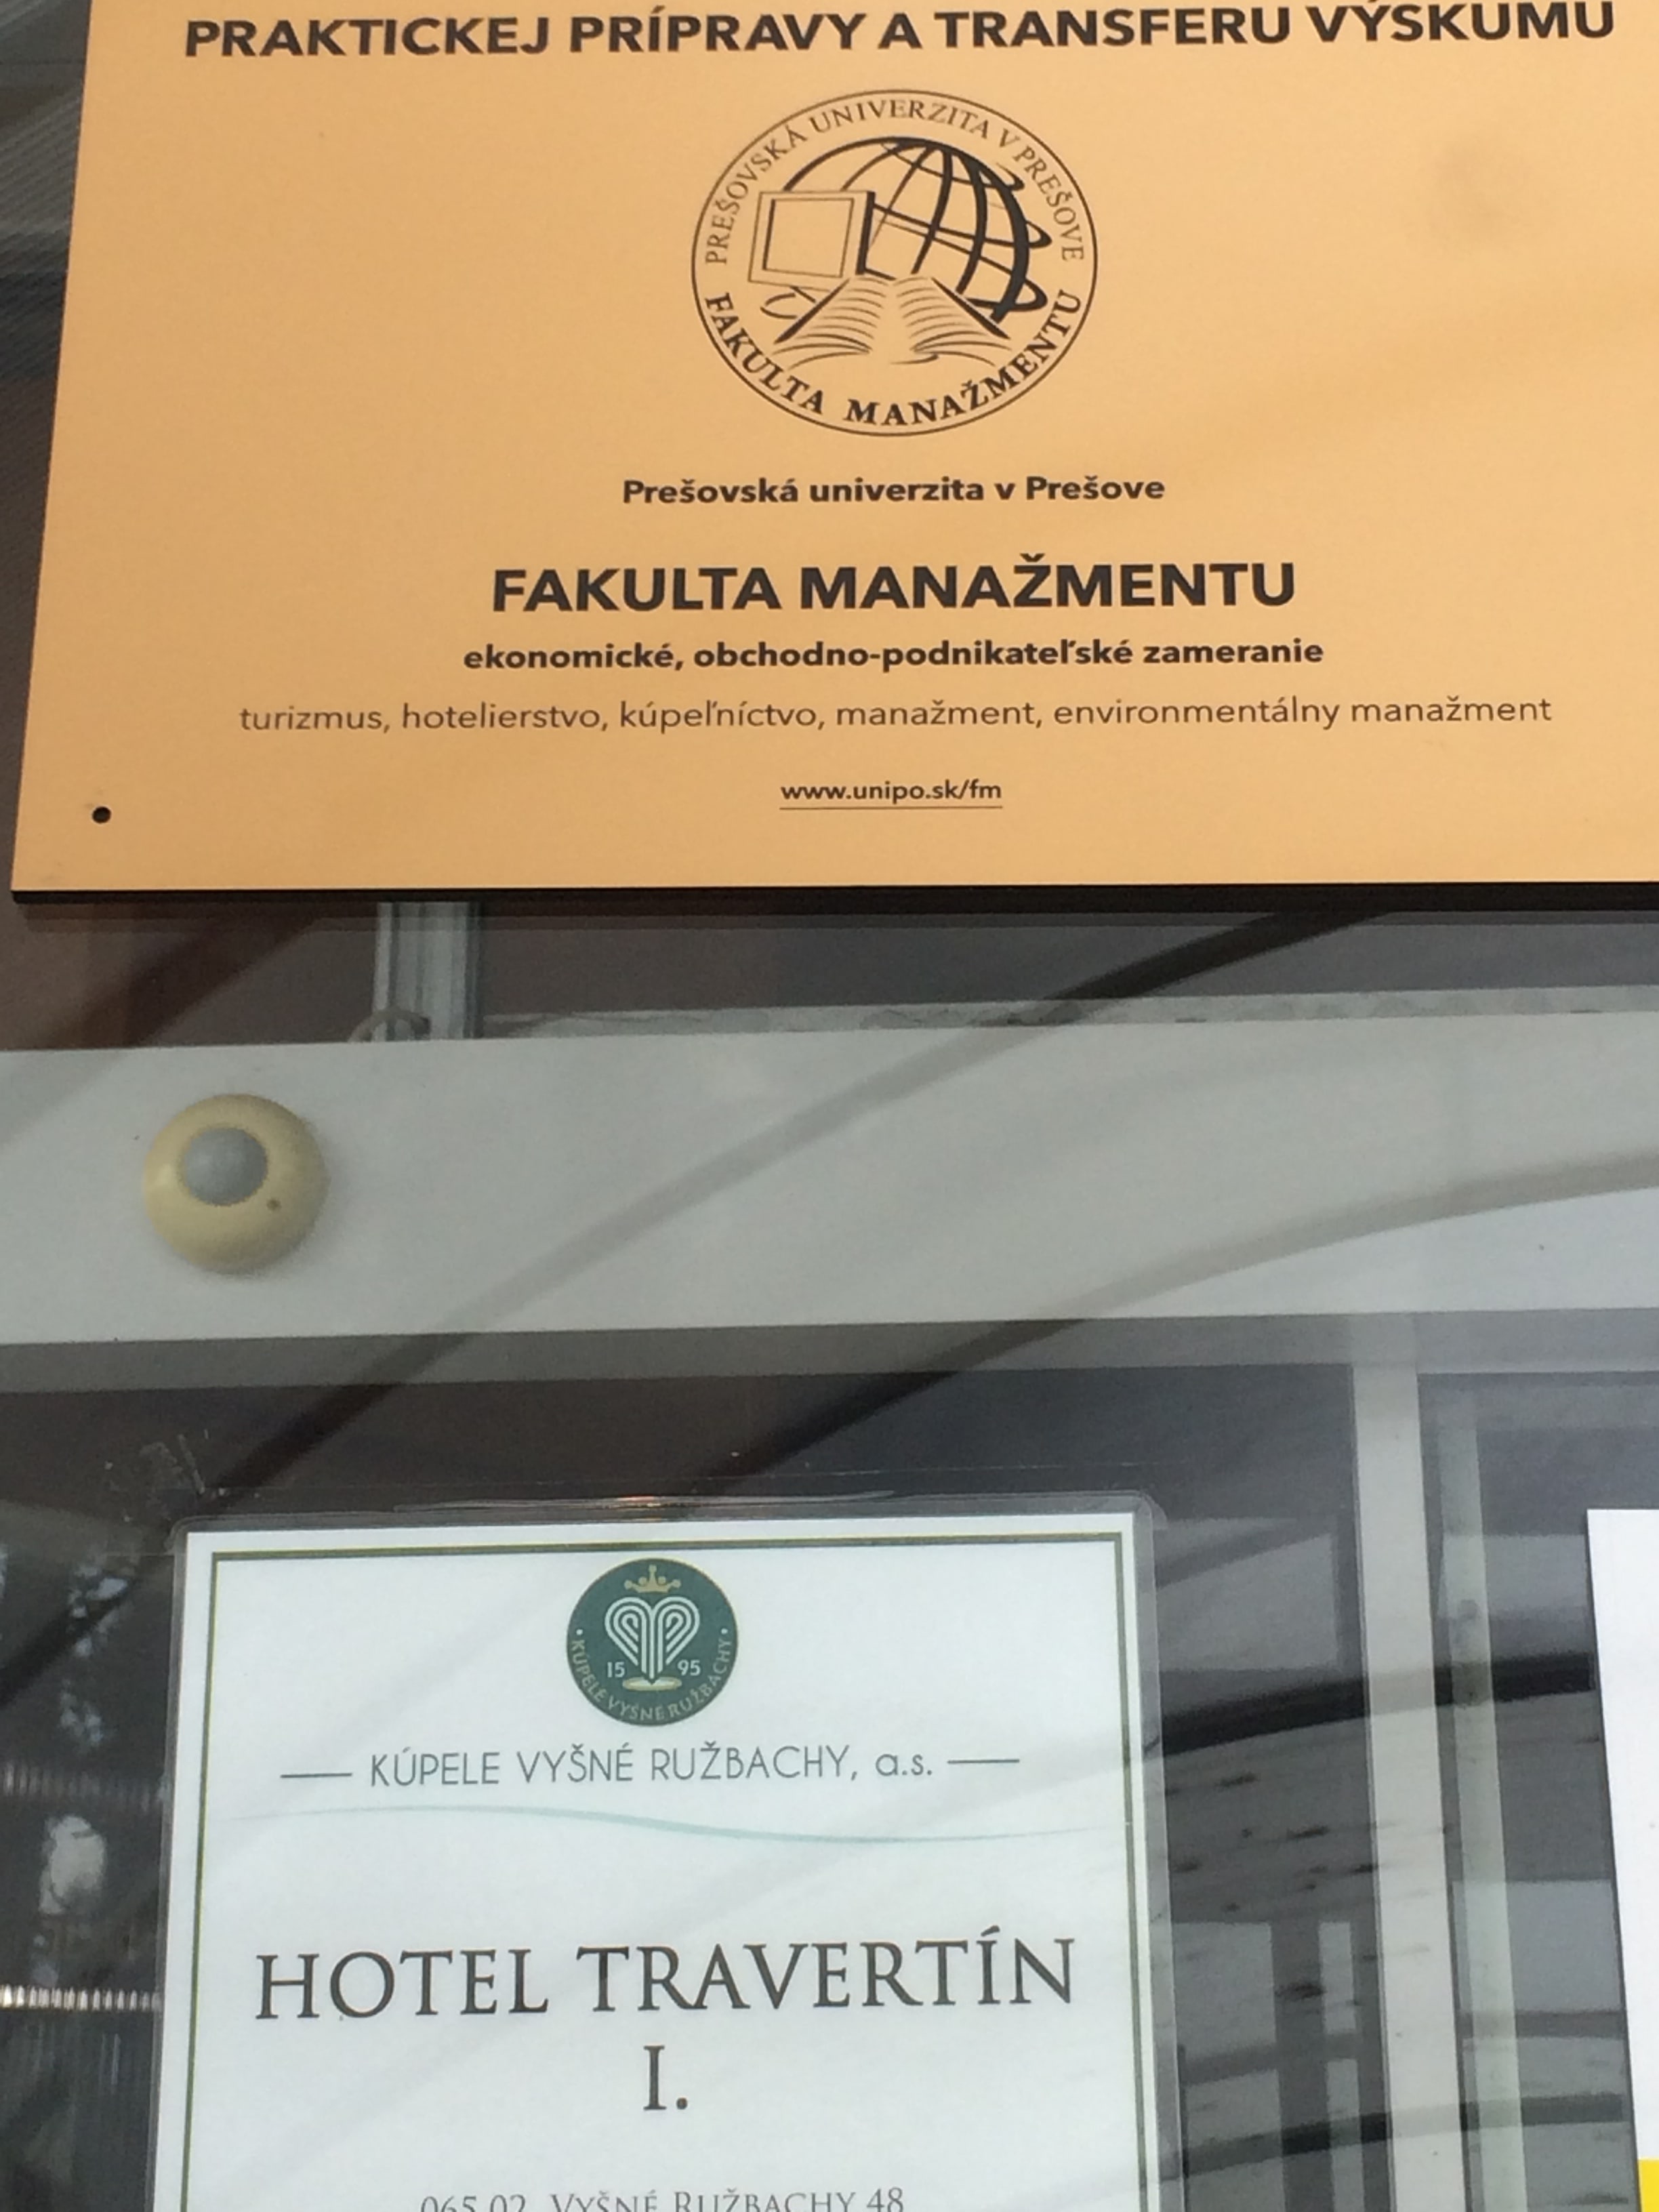 PRAKTICKEJ PRÍPRAVY A TRANSFERU VÝSKUMU
PREŠOVSKÁ UNIVERZITA V PREŠOVE
FAKULTA MANAŽMENTU
Prešovská univerzita v Prešove
FAKULTA MANAŽMENTU
ekonomické, obchodno-podnikateľské zameranie
turizmus, hotelierstvo, kúpeľníctvo, manažment, environmentálny manažment
www.unipo.sk/fm
15 95
KÚPELE VYŠNÉ RUŽBACHY
KÚPELE VYŠNÉ RUŽBACHY, a.s.
HOTEL TRAVERTÍN
I.
065 02 VYŠNÉ RUŽBACHY 48